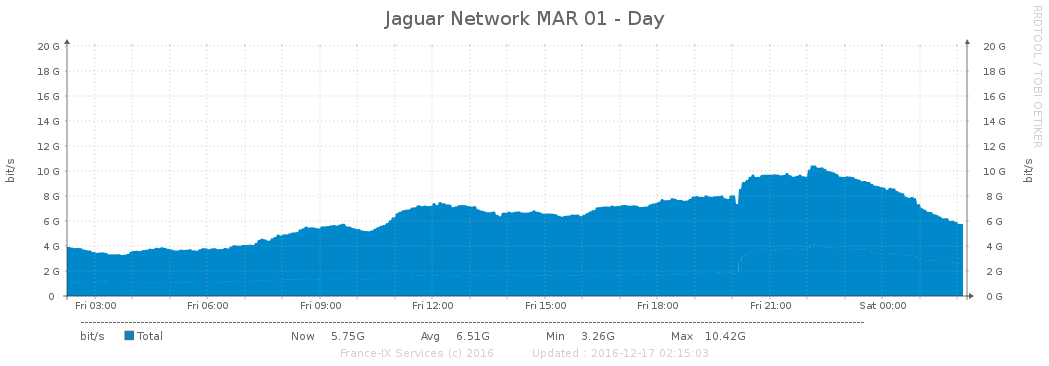 Jaguar Network MAR 01 - Day
RRDTOOL / TOBI OETIKER
bit/s
bit/s
20 G 20 G
18 G 18 G
16 G 16 G
14 G 14 G
12 G 12 G
10 G 10 G
8 G 8 G
6 G 6 G
4 G 4 G
2 G 2 G
0 0 G
Fri 03:00 Fri 06:00 Fri 09:00 Fri 12:00 Fri 15:00 Fri 18:00 Fri 21:00 Sat 00:00
bit/s Total Now 5.75G Avg 6.51G Min 3.26G Max 10.42G
France-IX Services (c) 2016 Updated : 2016-12-17 02:15:03